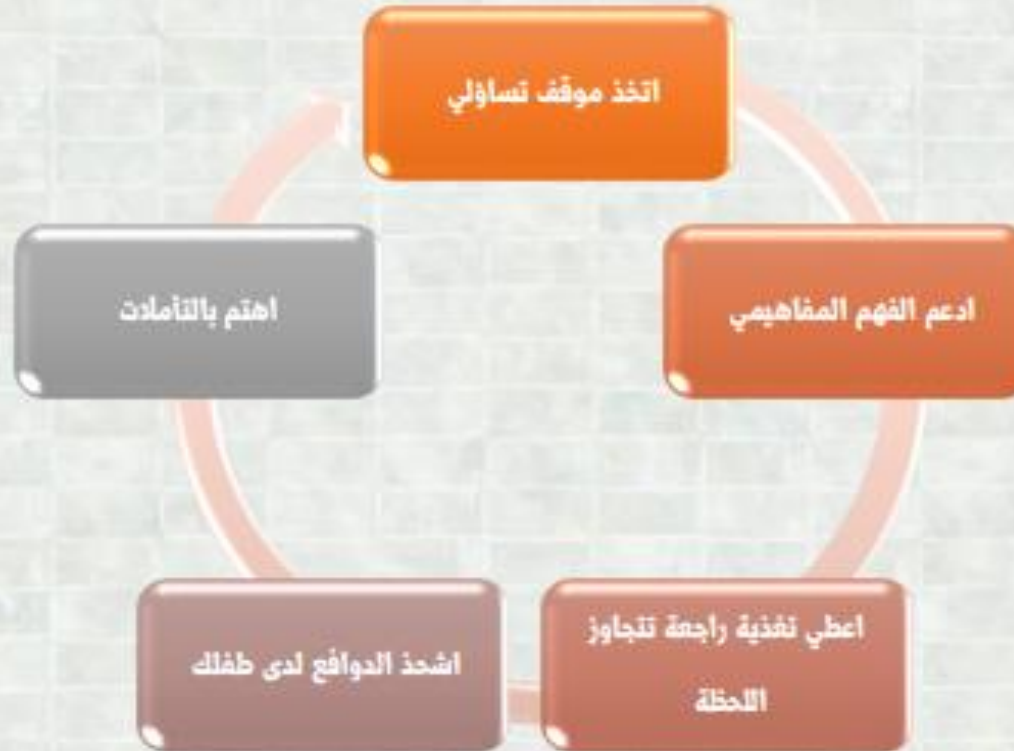 اتخذ موقف تساؤلي
ادعم الفهم المفاهيمي
اعطي تغذية راجعة تتجاوز
اللحظة
اشحذ الدوافع لدى طفلك
اهتم بالتأملات